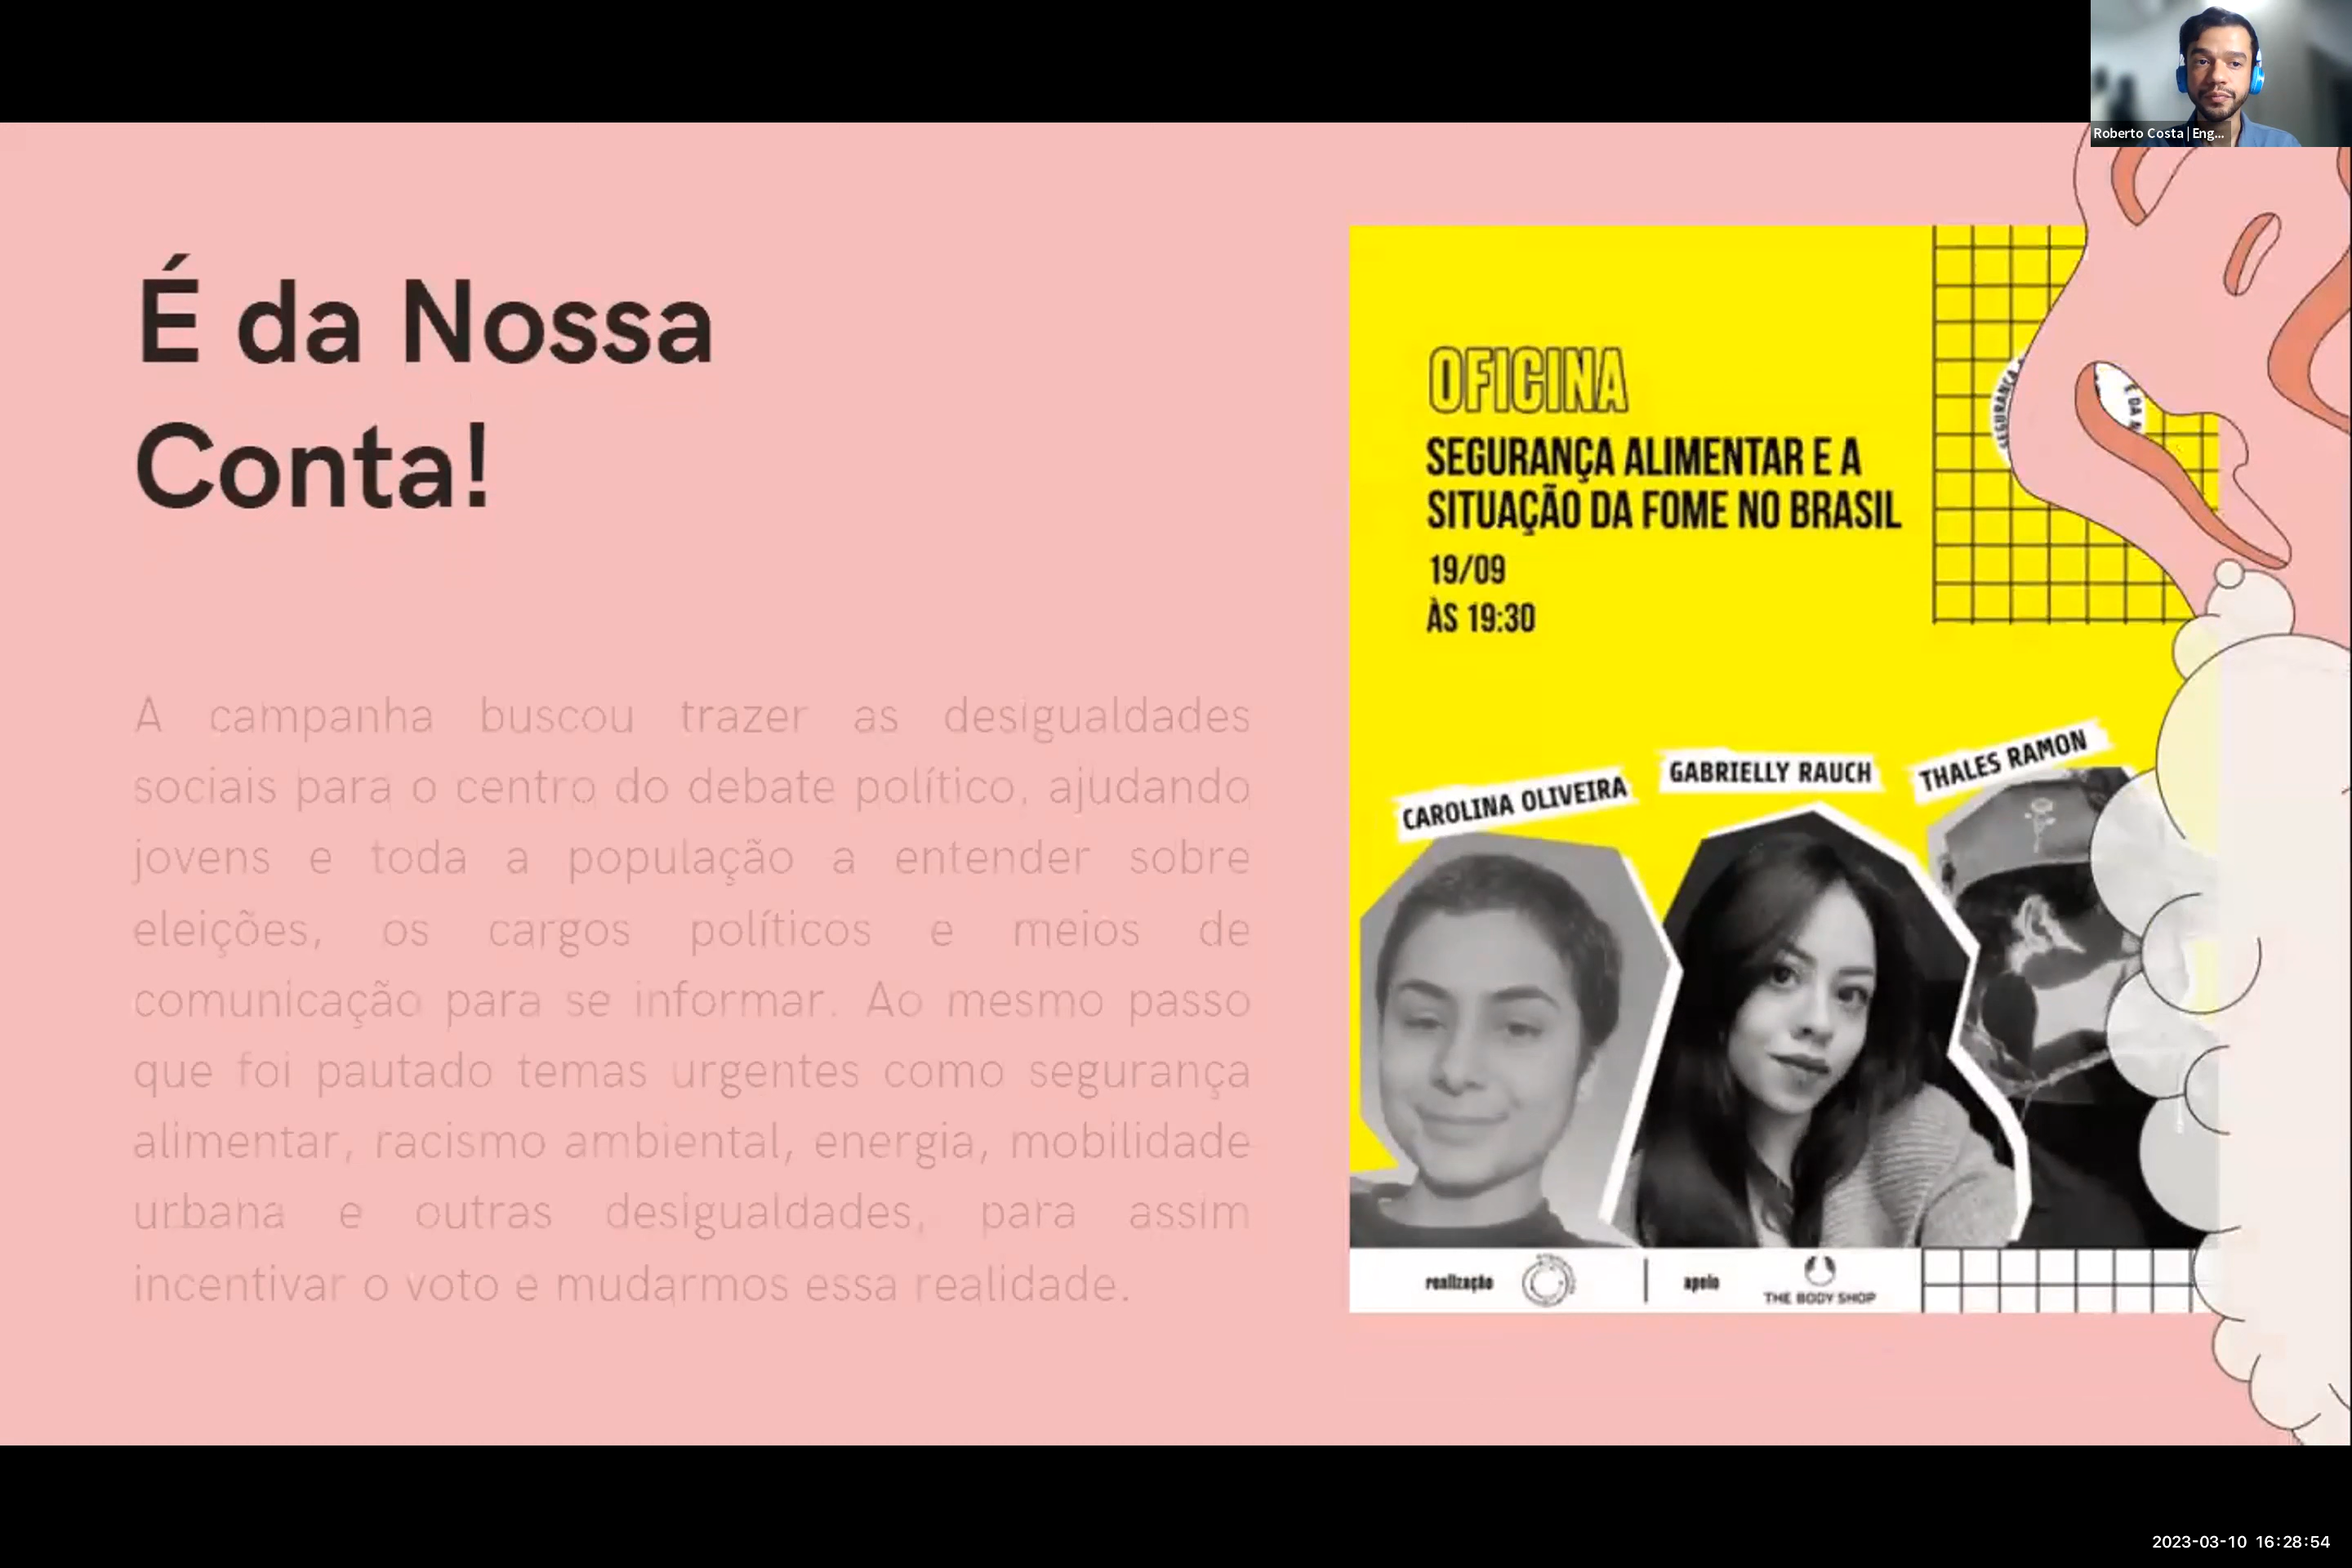 Roberto Costa | Eng...
É da Nossa
Conta!
A campanha buscou trazer as desigualdades
sociais para o centro do debate político, ajudando
jovens e toda a população a entender sobre
eleições, os cargos políticos e meios de
comunicação para se informar. Ao mesmo passo
que foi pautado temas urgentes como segurança
alimentar, racismo ambiental, energia, mobilidade
urbana e outras desigualdades, para assim
incentivar o voto e mudarmos essa realidade.
OFICINA
SEGURANÇA ALIMENTAR E A
SITUAÇÃO DA FOME NO BRASIL
19/09
ÀS 19:30
SEGURANÇA
É DA
CAROLINA OLIVEIRA
GABRIELLY RAUCH
THALES RAMON
realização
apoio
THE BODY SHOP
2023-03-10 16:28:54